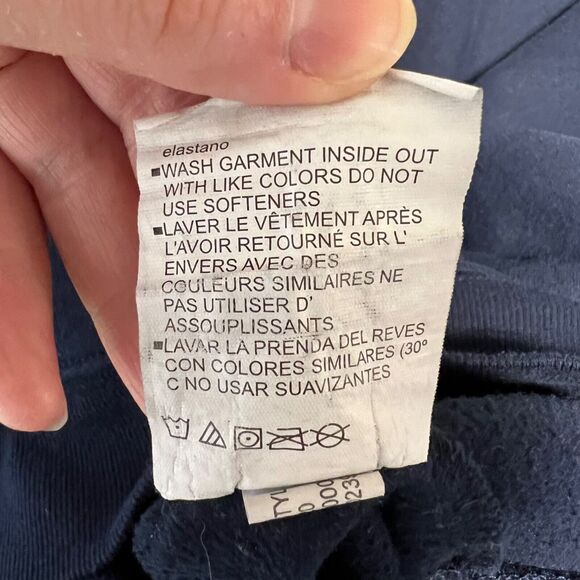 elastano
▪WASH GARMENT INSIDE OUT
WITH LIKE COLORS DO NOT
USE SOFTENERS
▪LAVER LE VÊTEMENT APRÈS
L'AVOIR RETOURNÉ SUR L'
ENVERS AVEC DES
COULEURS SIMILAIRES NE
PAS UTILISER D'
ASSOUPLISSANTS
▪LAVAR LA PRENDA DEL REVES
CON COLORES SIMILARES (30º
C NO USAR SUAVIZANTES